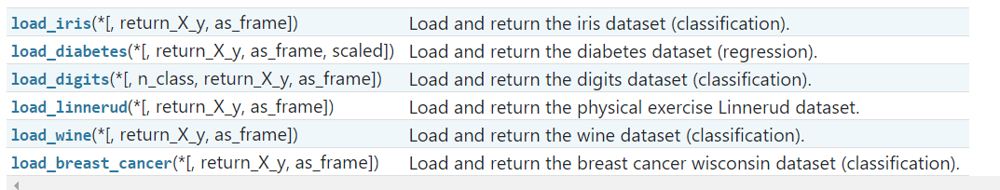 load_iris(*[, return_X_y, as_frame]) Load and return the iris dataset (classification).
load_diabetes(*[, return_X_y, as_frame, scaled]) Load and return the diabetes dataset (regression).
load_digits(*[, n_class, return_X_y, as_frame]) Load and return the digits dataset (classification).
load_linnerud(*[, return_X_y, as_frame]) Load and return the physical exercise Linnerud dataset.
load_wine(*[, return_X_y, as_frame]) Load and return the wine dataset (classification).
load_breast_cancer(*[, return_X_y, as_frame]) Load and return the breast cancer wisconsin dataset (classification).